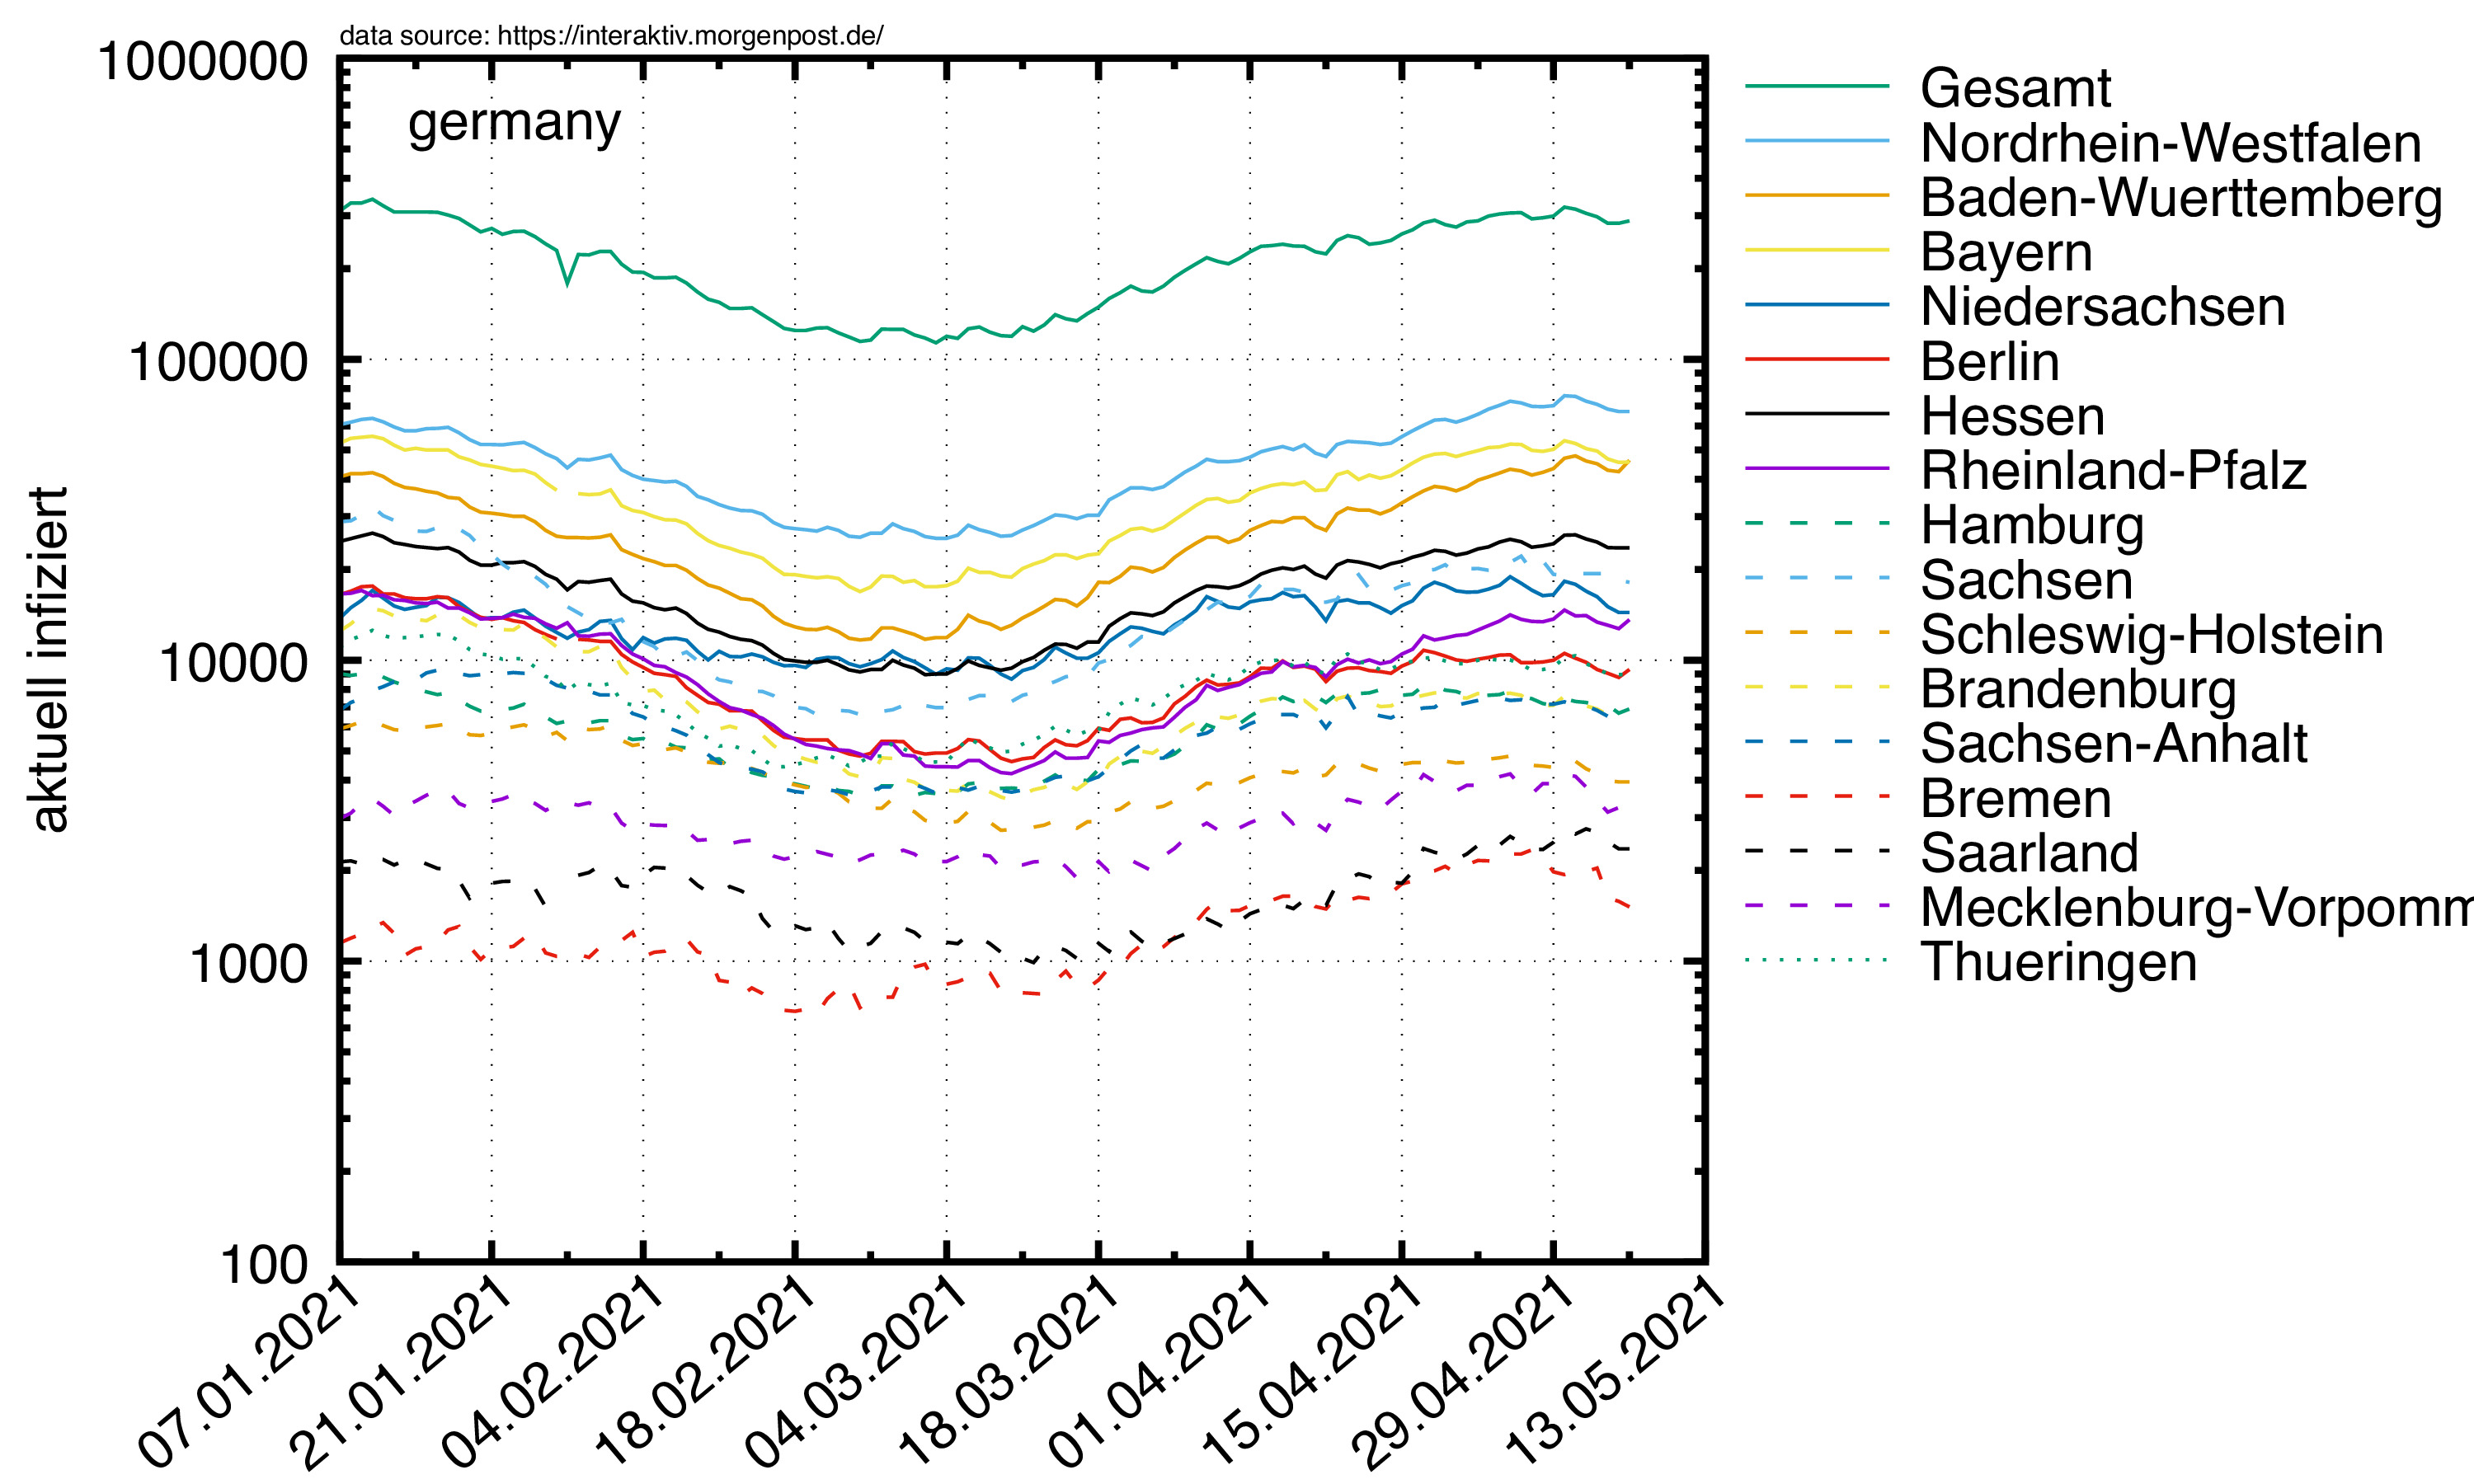 data source: https://interaktiv.morgenpost.de/
germany
aktuell infiziert
1000000
100000
10000
1000
100
07.01.2021
21.01.2021
04.02.2021
18.02.2021
04.03.2021
18.03.2021
01.04.2021
15.04.2021
29.04.2021
13.05.2021
Gesamt
Nordrhein-Westfalen
Baden-Wuerttemberg
Bayern
Niedersachsen
Berlin
Hessen
Rheinland-Pfalz
Hamburg
Sachsen
Schleswig-Holstein
Brandenburg
Sachsen-Anhalt
Bremen
Saarland
Mecklenburg-Vorpomm
Thueringen